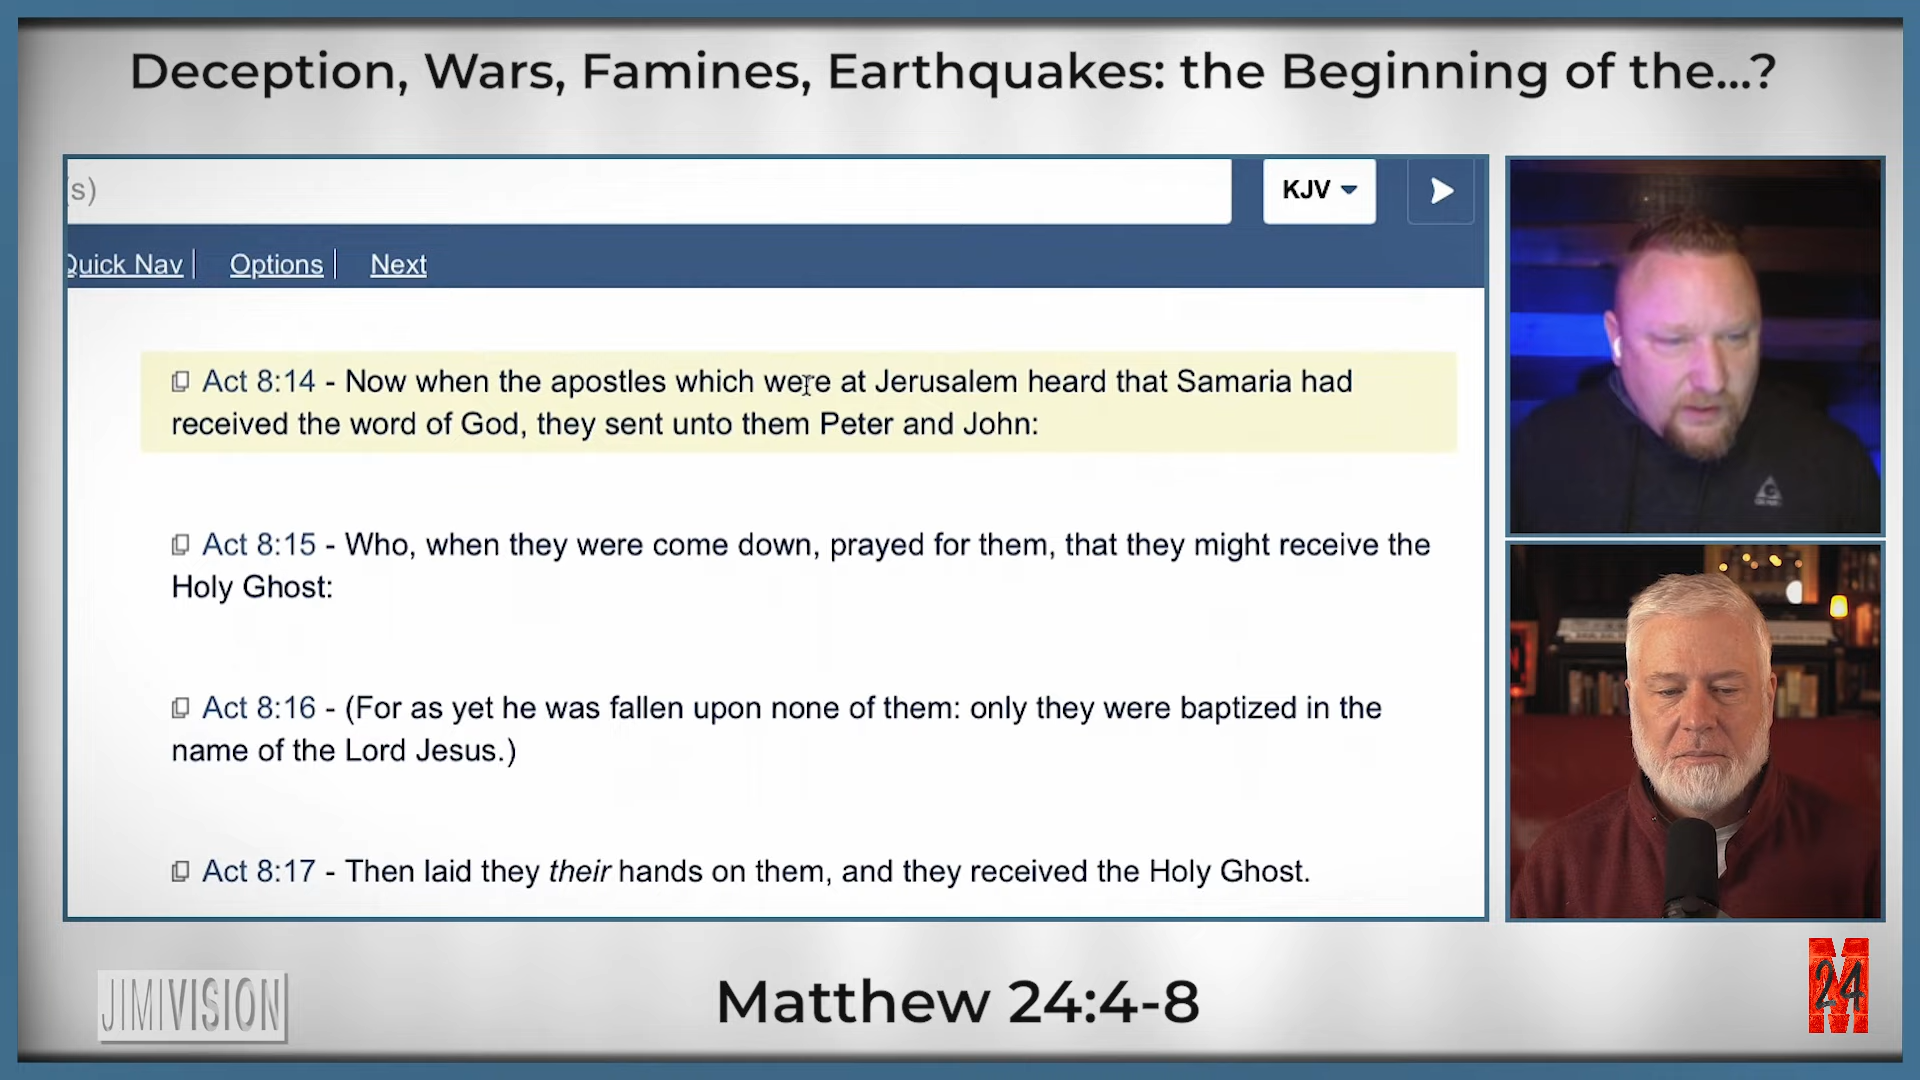 Deception, Wars, Famines, Earthquakes: the Beginning of the...?
(s)
KJV
Quick Nav | Options | Next
Act 8:14 - Now when the apostles which were at Jerusalem heard that Samaria had
received the word of God, they sent unto them Peter and John:
Act 8:15 - Who, when they were come down, prayed for them, that they might receive the
Holy Ghost:
Act 8:16 - (For as yet he was fallen upon none of them: only they were baptized in the
name of the Lord Jesus.)
Act 8:17 - Then laid they their hands on them, and they received the Holy Ghost.
JIMIVISION
Matthew 24:4-8
M
24